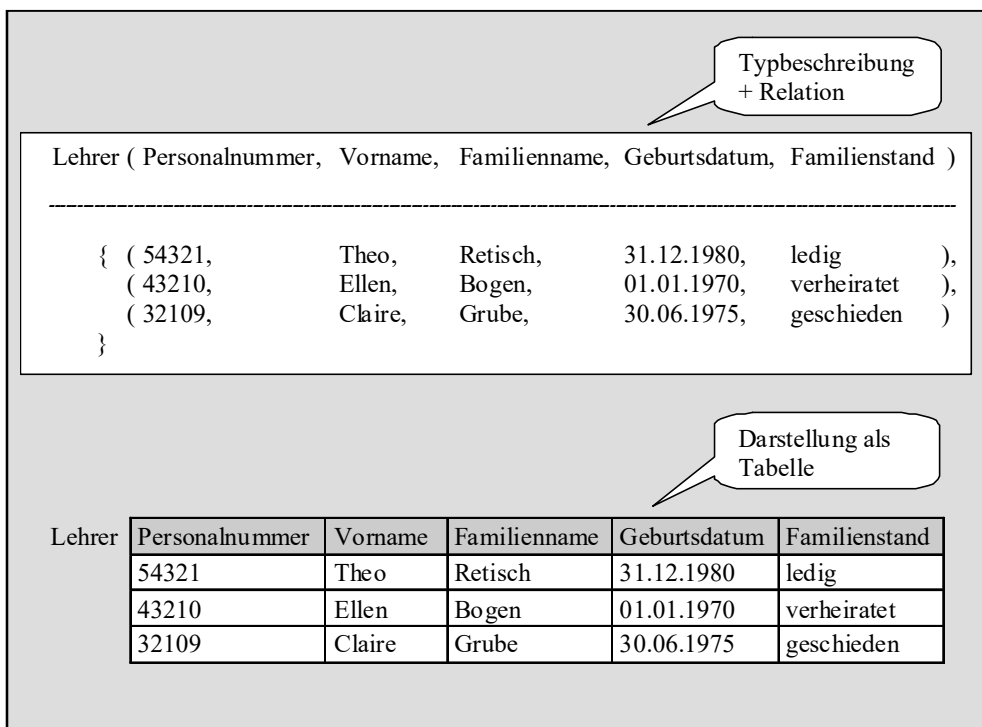 Typbeschreibung
+ Relation
Lehrer ( Personalnummer, Vorname, Familienname, Geburtsdatum, Familienstand )
--------------------------------------------------------------------------------
{ ( 54321, Theo, Retisch, 31.12.1980, ledig ),
( 43210, Ellen, Bogen, 01.01.1970, verheiratet ),
( 32109, Claire, Grube, 30.06.1975, geschieden )
}
Darstellung als
Tabelle
Lehrer Personalnummer Vorname Familienname Geburtsdatum Familienstand
54321 Theo Retisch 31.12.1980 ledig
43210 Ellen Bogen 01.01.1970 verheiratet
32109 Claire Grube 30.06.1975 geschieden